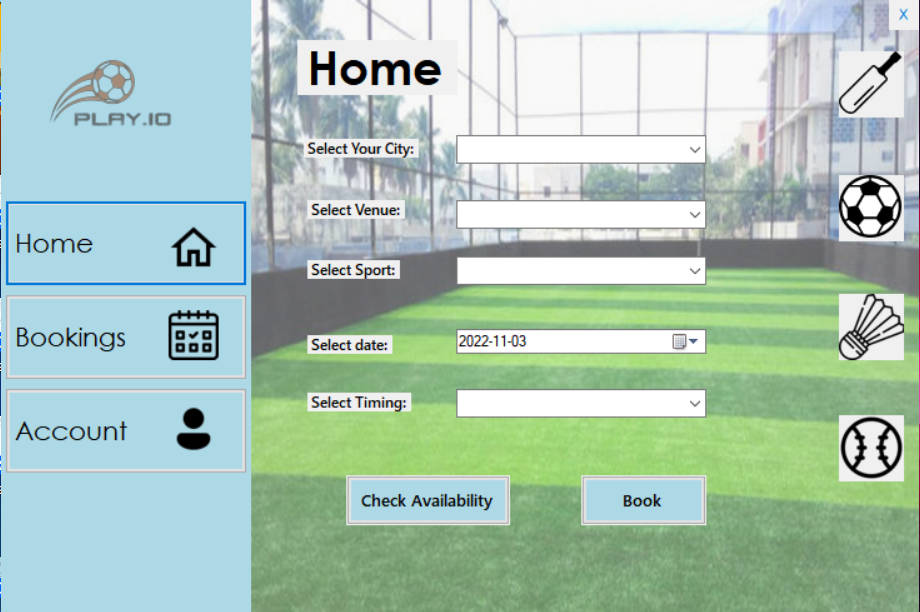 X
PLAY.IO
Home
Select Your City:
Select Venue:
Select Sport:
Select date:
2022-11-03
Select Timing:
Check Availability
Book
Home
Bookings
Account